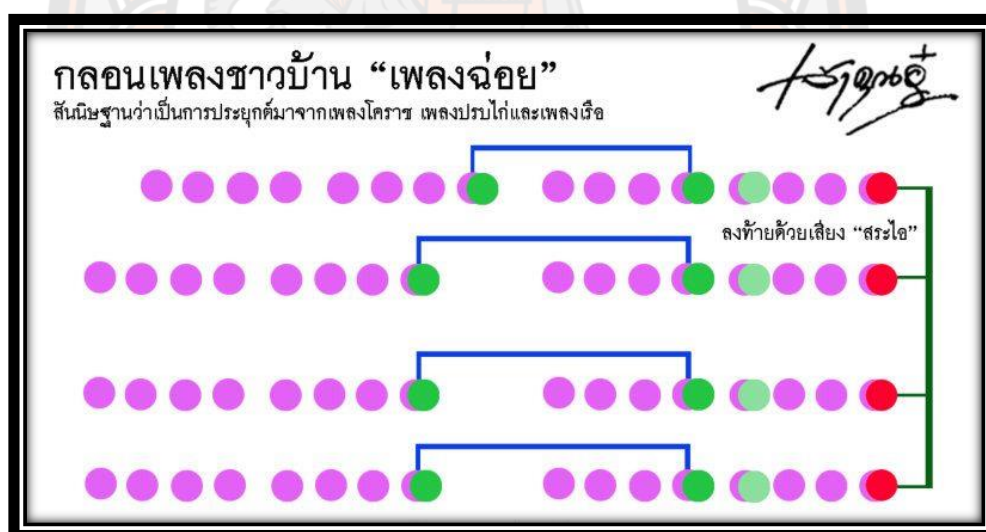 กลอนเพลงชาวบ้าน “เพลงฉ่อย”
สันนิษฐานว่าเป็นการประยุกต์มาจากเพลงโคราช เพลงปรบไก่และเพลงเรือ
ลงท้ายด้วยเสียง “สระไอ”